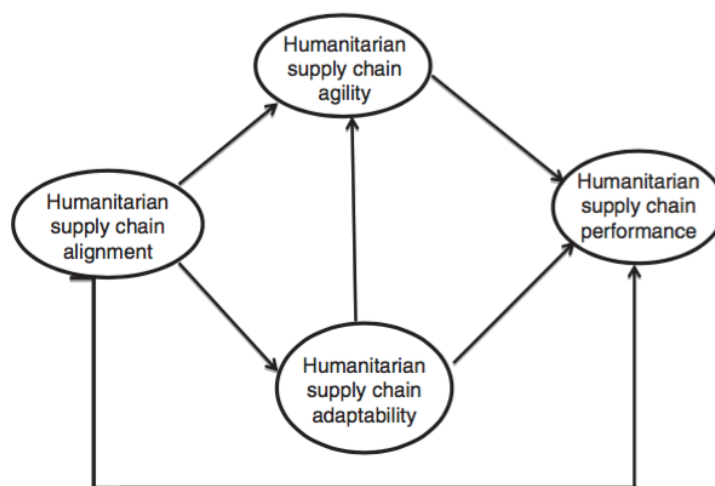 Humanitarian
supply chain
agility
Humanitarian
supply chain
alignment
Humanitarian
supply chain
performance
Humanitarian
supply chain
adaptability